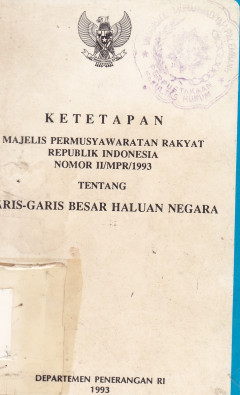 KETETAPAN
MAJELIS PERMUSYAWARATAN RAKYAT
REPUBLIK INDONESIA
NOMOR II/MPR/1993
TENTANG
RIS-GARIS BESAR HALUAN NEGARA
DEPARTEMEN PENERANGAN RI
1993